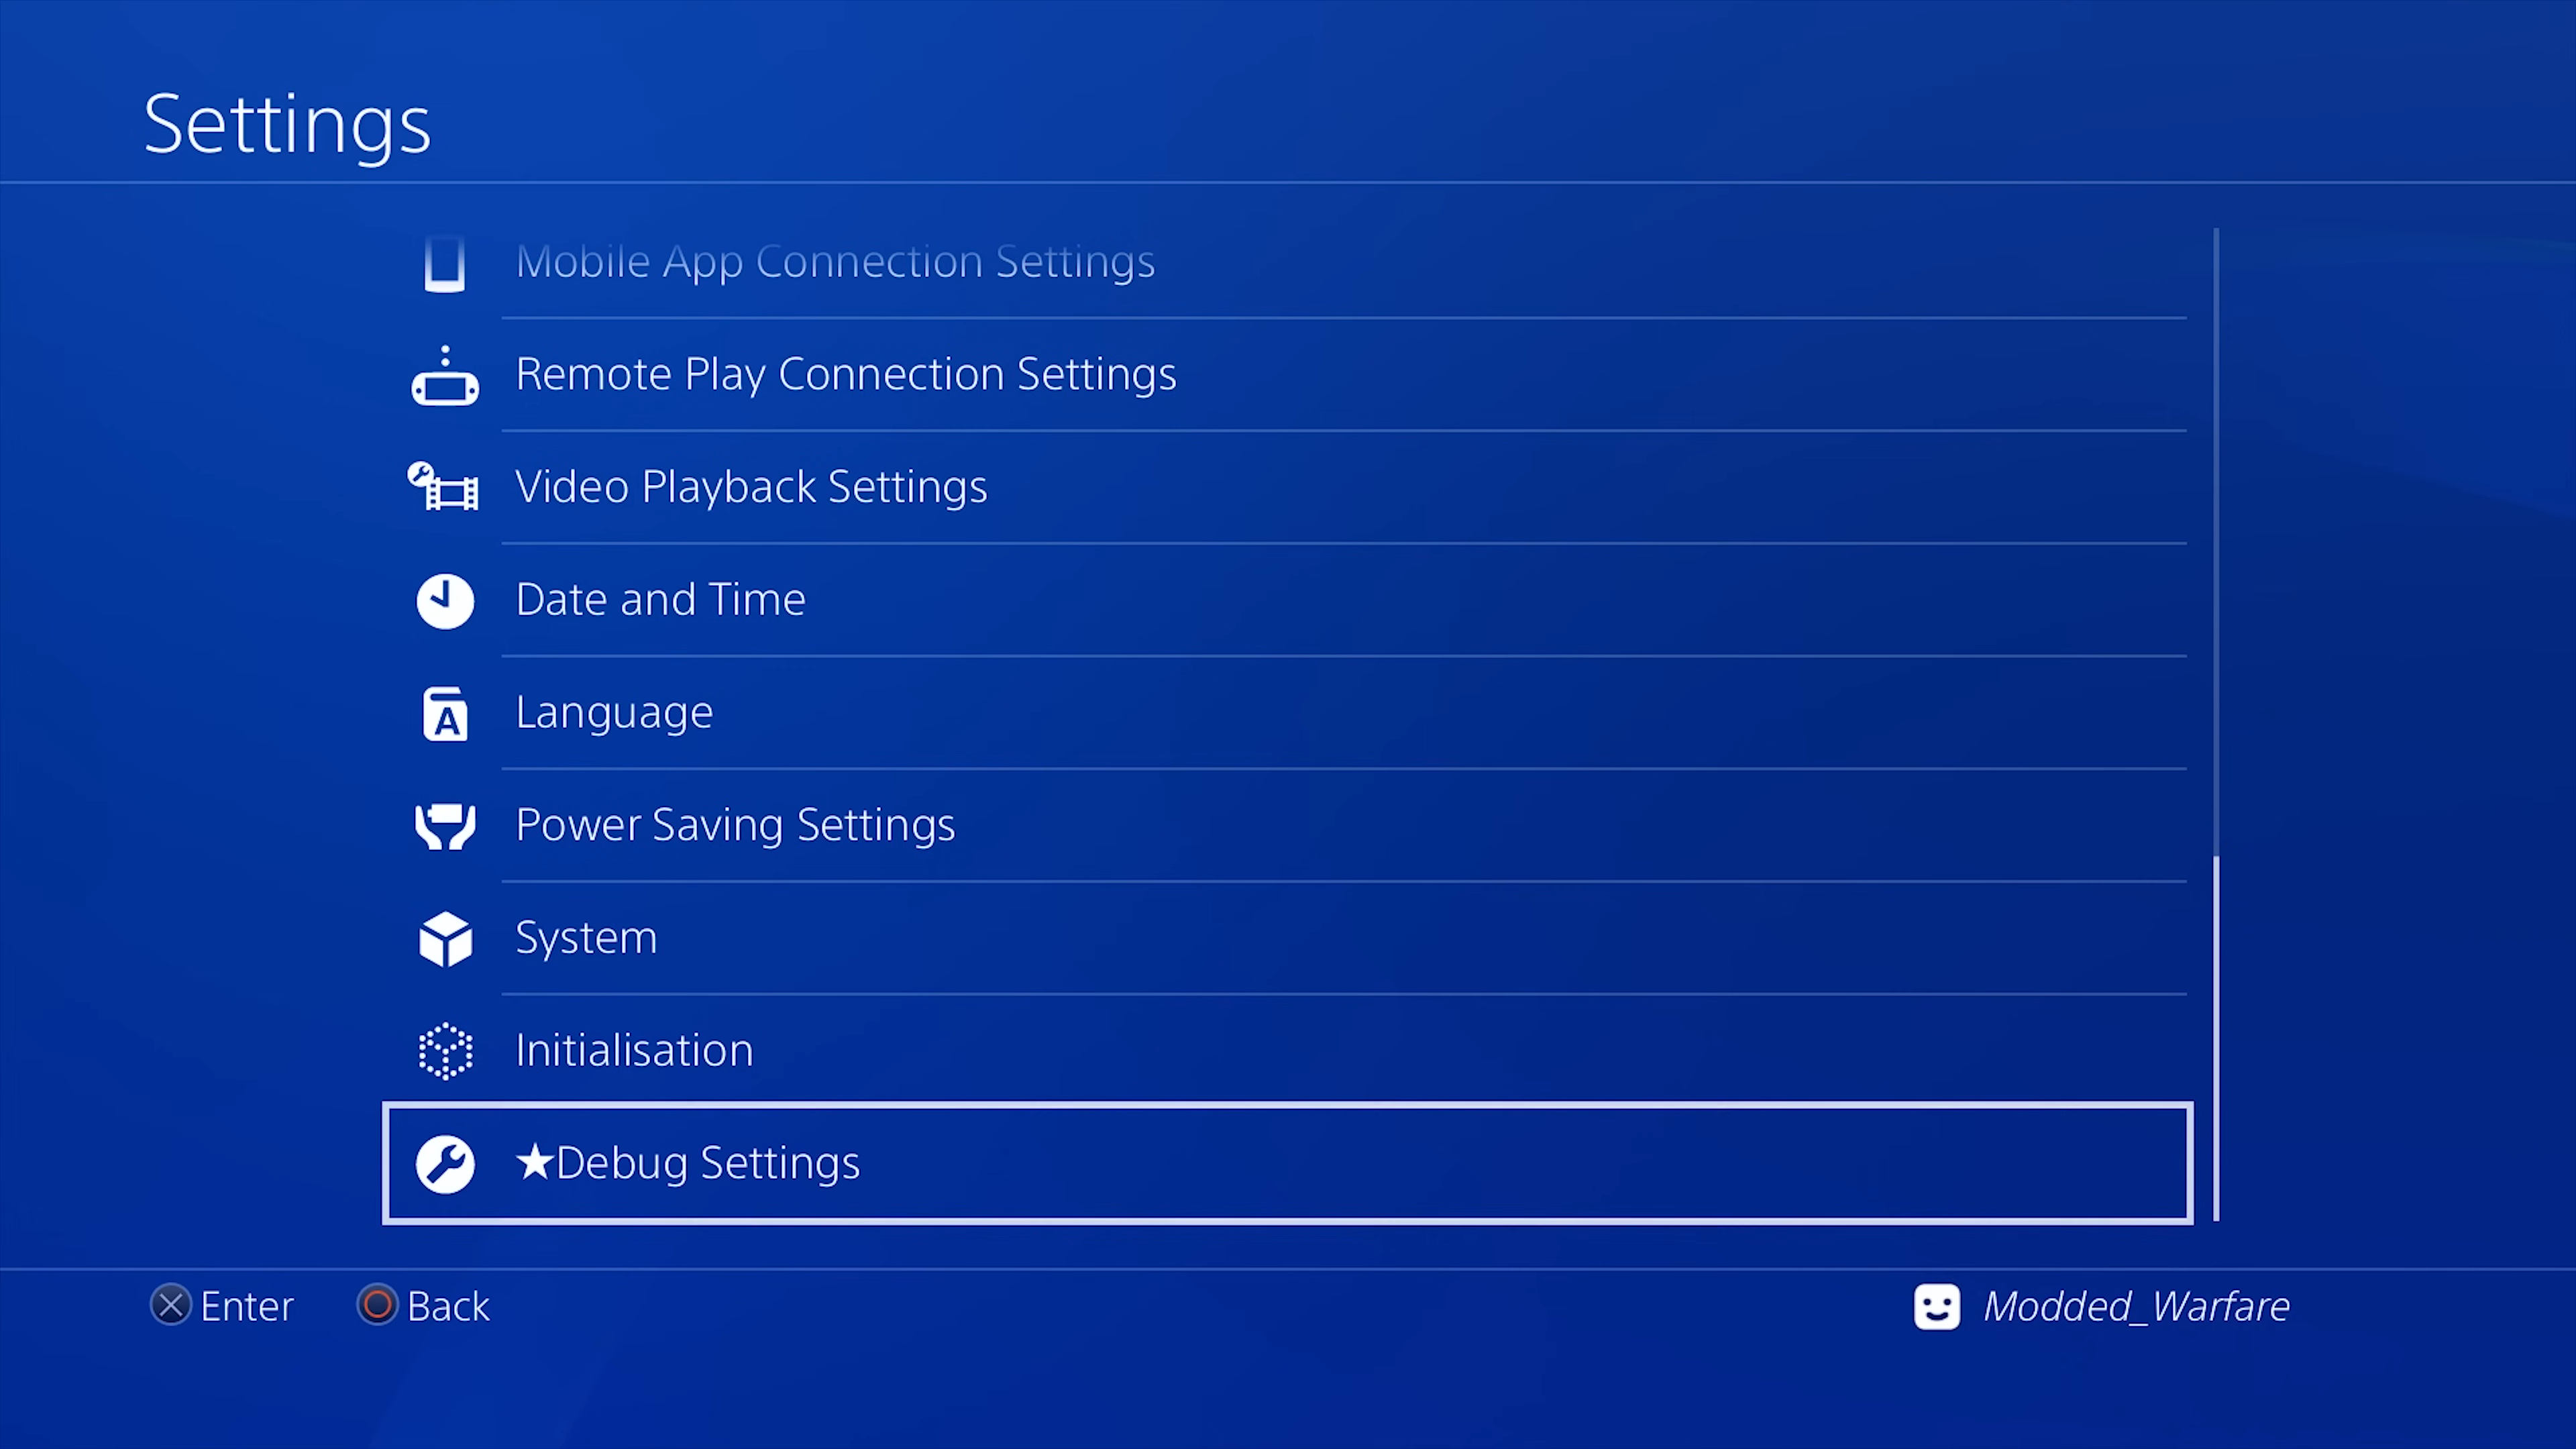 Settings
Mobile App Connection Settings
Remote Play Connection Settings
Video Playback Settings
Date and Time
Language
Power Saving Settings
System
Initialisation
★Debug Settings
Enter Back Modded_Warfare